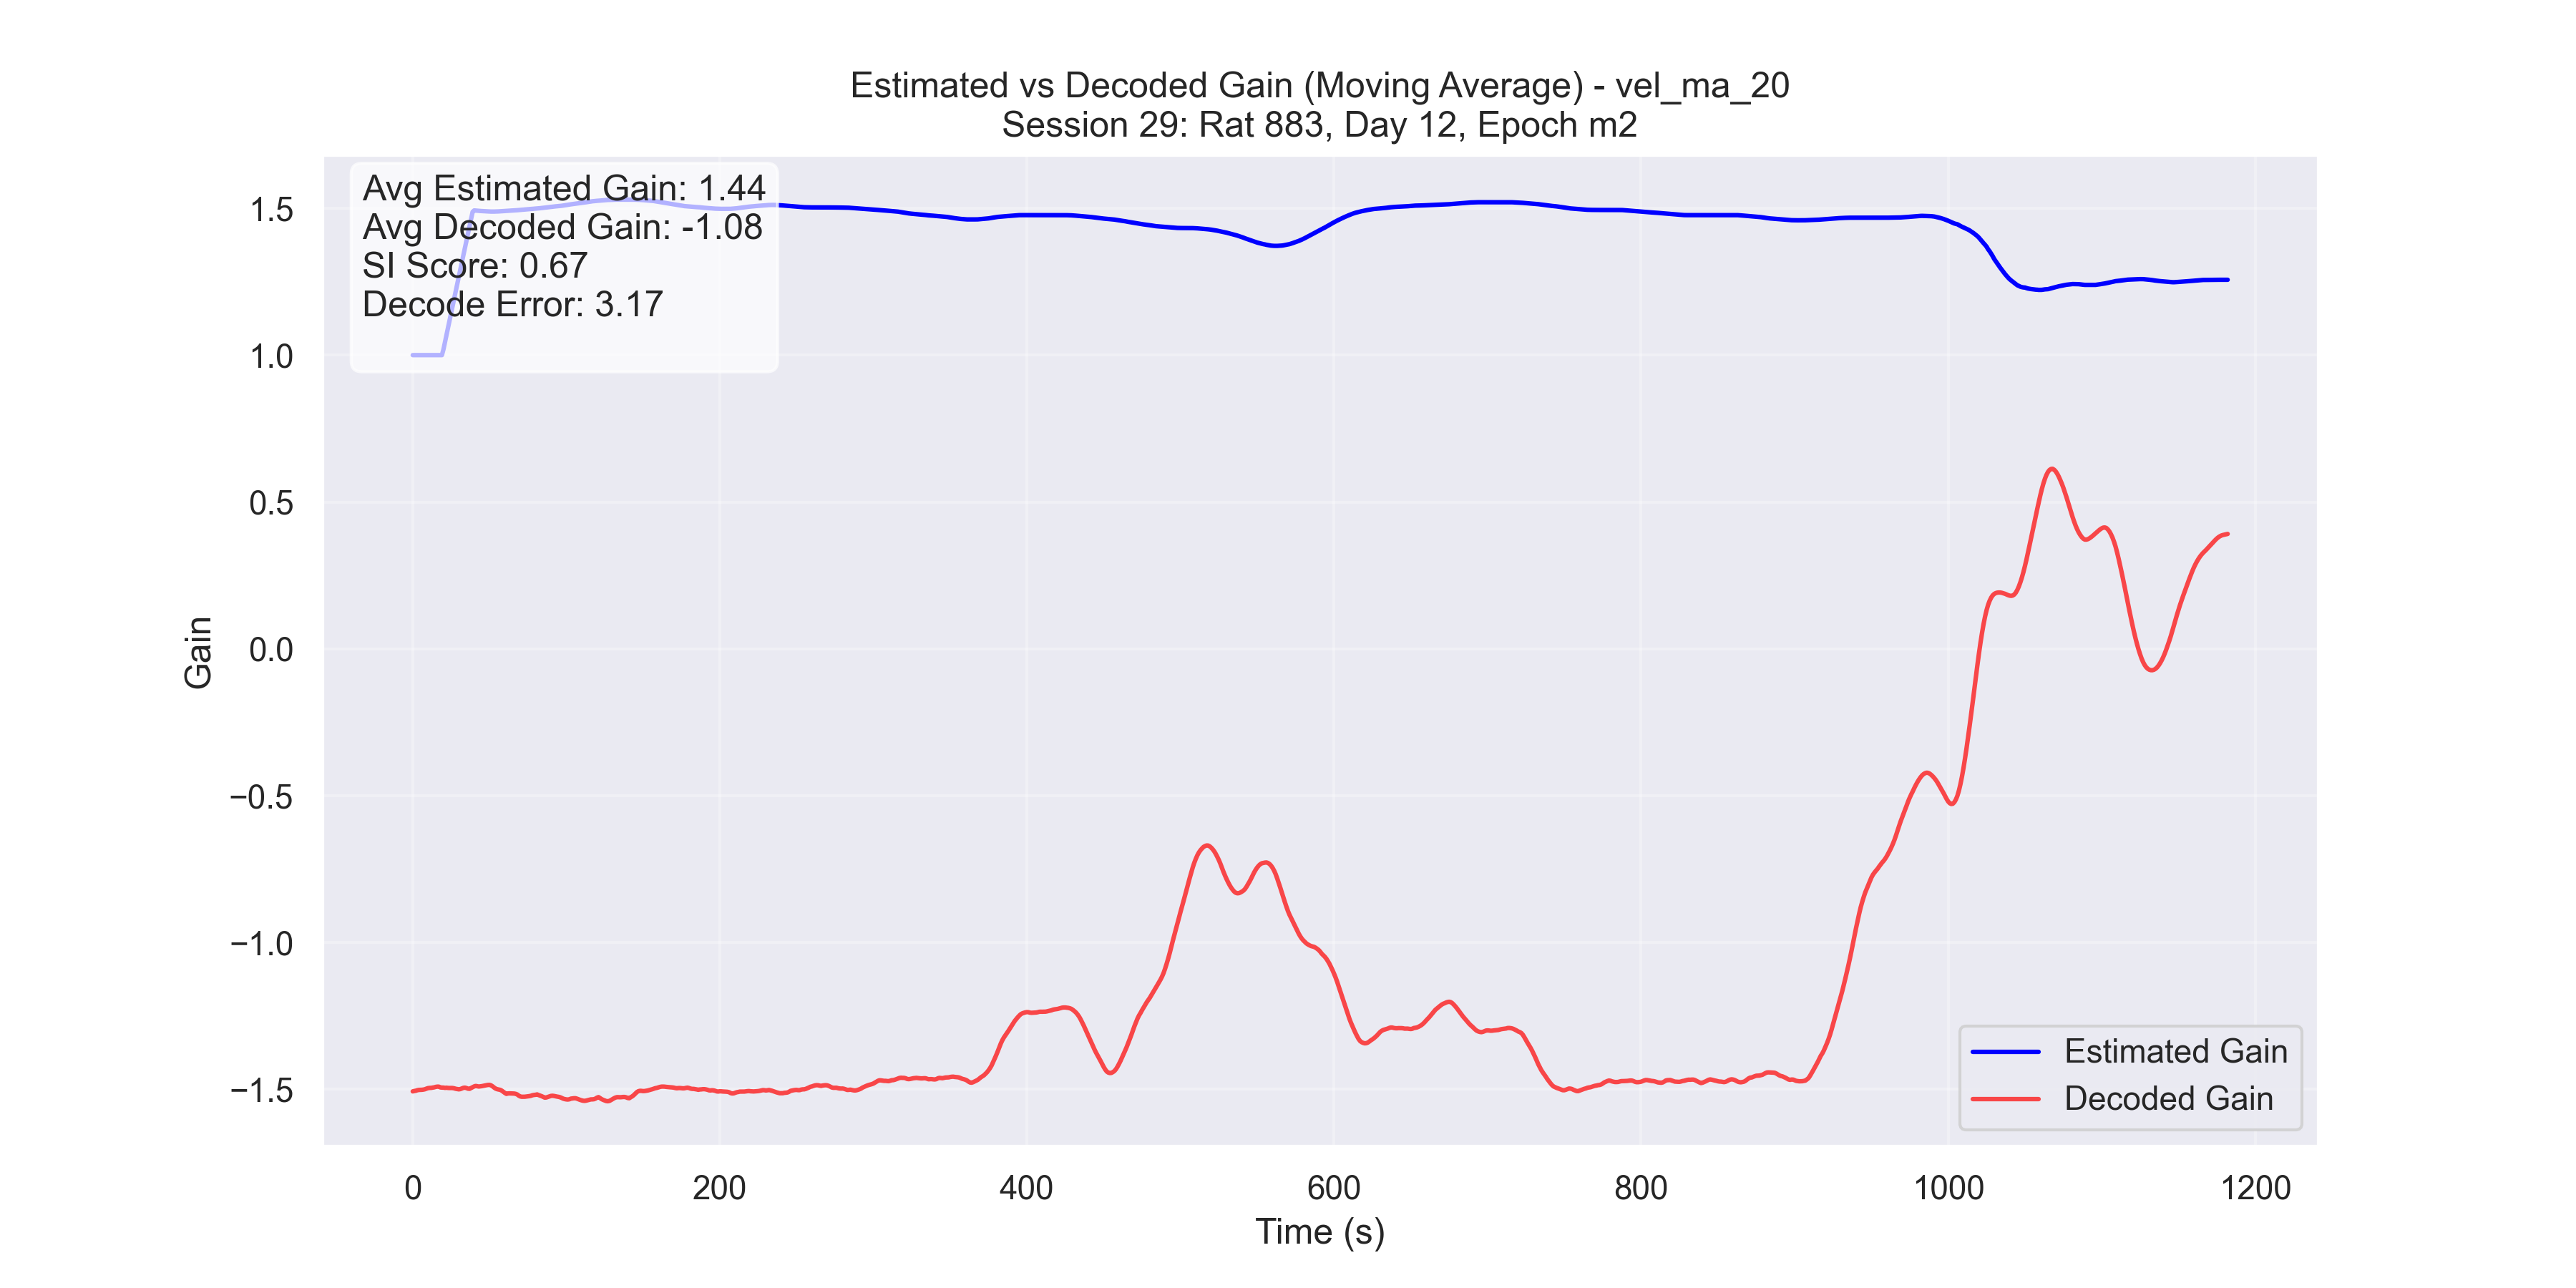 Estimated vs Decoded Gain (Moving Average) - vel_ma_20
Session 29: Rat 883, Day 12, Epoch m2
Avg Estimated Gain: 1.44
Avg Decoded Gain: -1.08
SI Score: 0.67
Decode Error: 3.17
1.5
1.0
0.5
0.0
−0.5
−1.0
−1.5
Gain
Estimated Gain
Decoded Gain
0 200 400 600 800 1000 1200
Time (s)